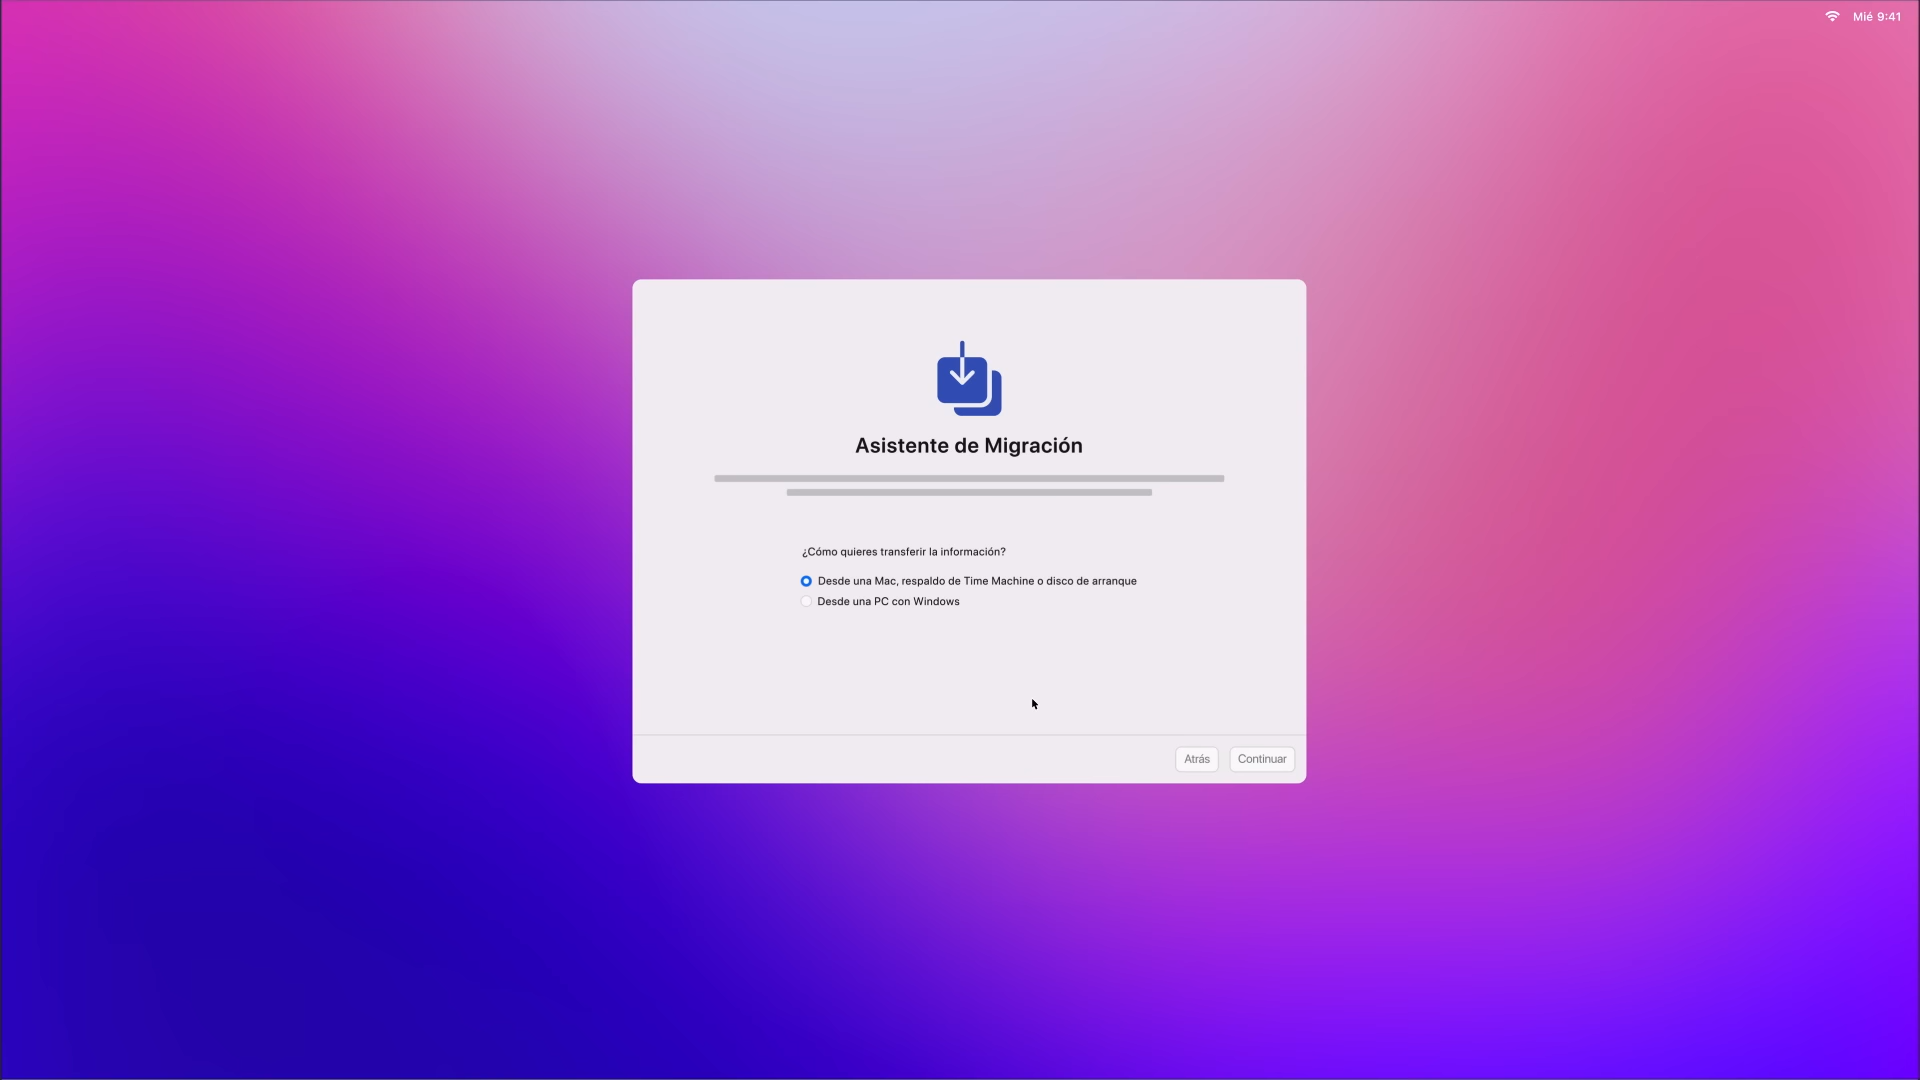 Mié 9:41
Asistente de Migración
¿Cómo quieres transferir la información?
Desde una Mac, respaldo de Time Machine o disco de arranque
Desde una PC con Windows
Atrás
Continuar